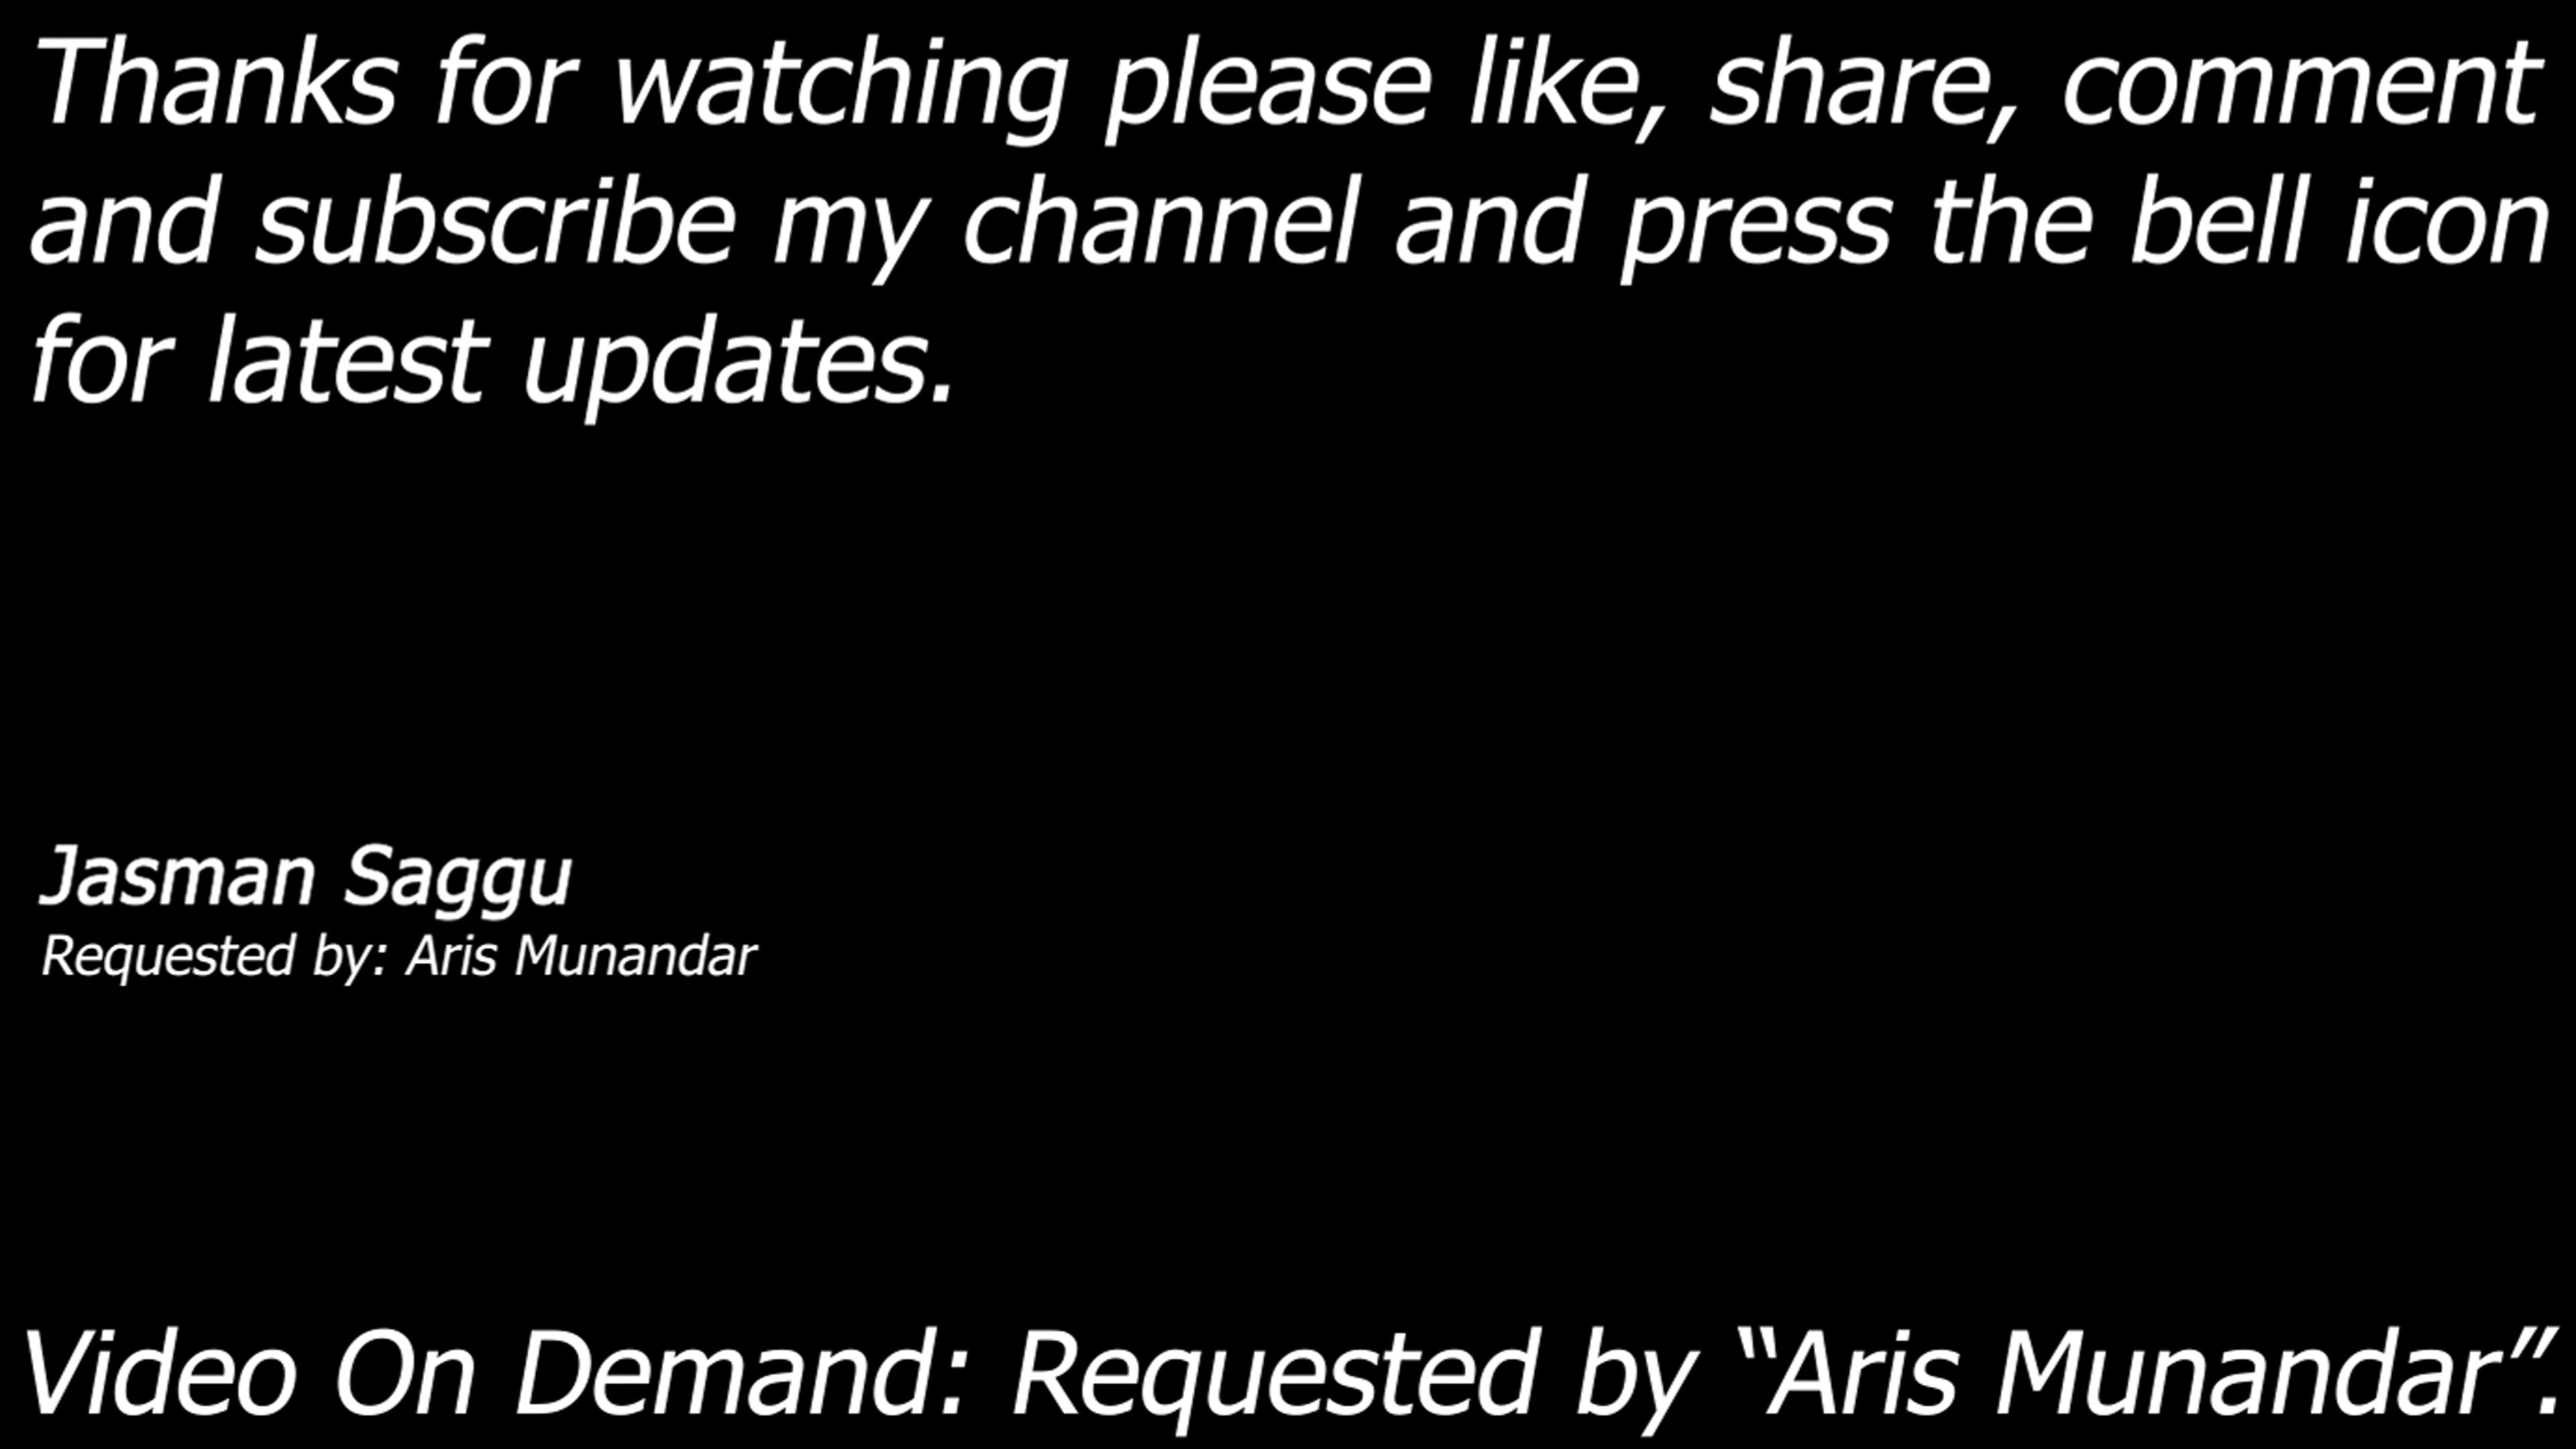 Thanks for watching please like, share, comment
and subscribe my channel and press the bell icon
for latest updates.
Jasman Saggu
Requested by: Aris Munandar
Video On Demand: Requested by “Aris Munandar”.